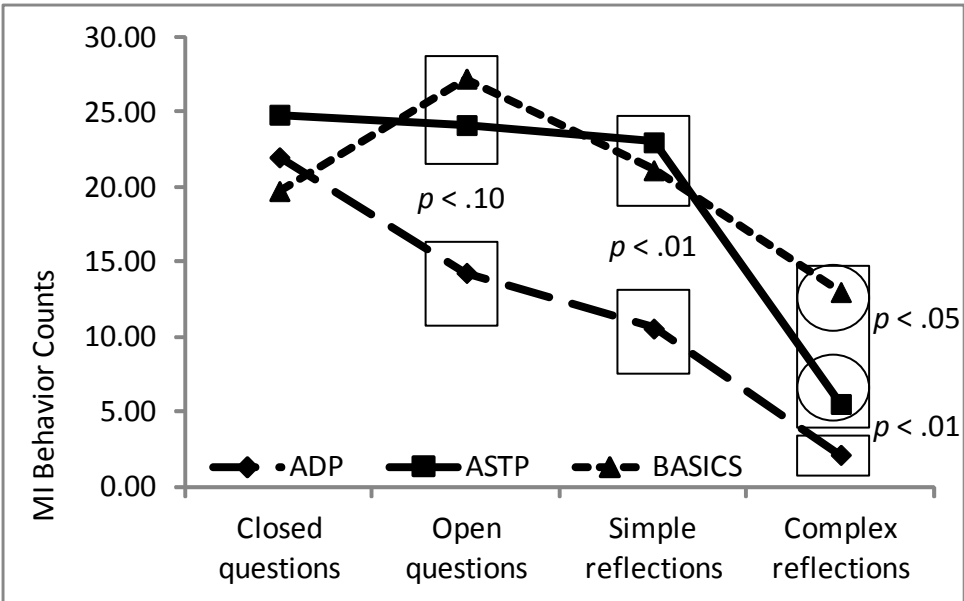 30.00
25.00
20.00
15.00
10.00
5.00
0.00
MI Behavior Counts
p < .10
p < .01
p < .05
p < .01
ADP ASTP BASICS
Closed questions
Open questions
Simple reflections
Complex reflections